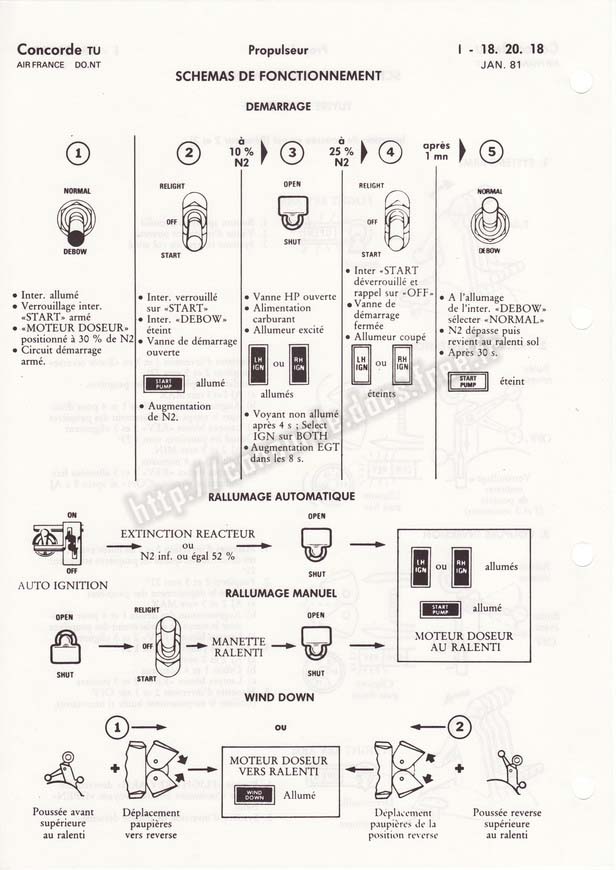 Concorde TU
AIR FRANCE DO.NT
Propulseur
I - 18. 20. 18
JAN. 81
SCHEMAS DE FONCTIONNEMENT
DEMARRAGE
1
NORMAL
DEBOW
• Inter. allumé
• Verrouillage inter.
«START» armé
• «MOTEUR DOSEUR»
positionné à 30 % de N2
• Circuit démarrage
armé.
2
RELIGHT
OFF
START
• Inter. verrouillé
sur «START»
• Inter. «DEBOW»
éteint
• Vanne de démarrage
ouverte
START
PUMP
allumé
• Augmentation
de N2.
à
10 %
N2
3
OPEN
SHUT
• Vanne HP ouverte
• Alimentation
carburant
• Allumeur excité
LH
IGN
ou
RH
IGN
allumés
• Voyant non allumé
après 4 s ; Select
IGN sur BOTH
• Augmentation EGT
dans les 8 s.
à
25 %
N2
4
RELIGHT
OFF
START
• Inter «START
déverrouillé et
rappel sur «OFF»
• Vanne de
démarrage
fermée
• Allumeur coupé
LH
IGN
ou
RH
IGN
éteints
après
1 mn
5
NORMAL
DEBOW
• A l'allumage
de l'inter. «DEBOW»
sélecter «NORMAL»
• N2 dépasse puis
revient au ralenti sol
• Après 30 s.
START
PUMP
éteint
RALLUMAGE AUTOMATIQUE
ON
OFF
AUTO IGNITION
EXTINCTION REACTEUR
ou
N2 inf. ou égal 52 %
OPEN
SHUT
LH
IGN
ou
RH
IGN
allumés
START
PUMP
allumé
MOTEUR DOSEUR
AU RALENTI
RALLUMAGE MANUEL
OPEN
SHUT
RELIGHT
OFF
START
MANETTE
RALENTI
OPEN
SHUT
WIND DOWN
1
ou
2
+
MOTEUR DOSEUR
VERS RALENTI
WIND
DOWN
Allumé
+
Poussée avant
supérieure
au ralenti
Déplacement
paupières
vers reverse
Déplacement
paupières de la
position reverse
Poussée reverse
supérieure
au ralenti